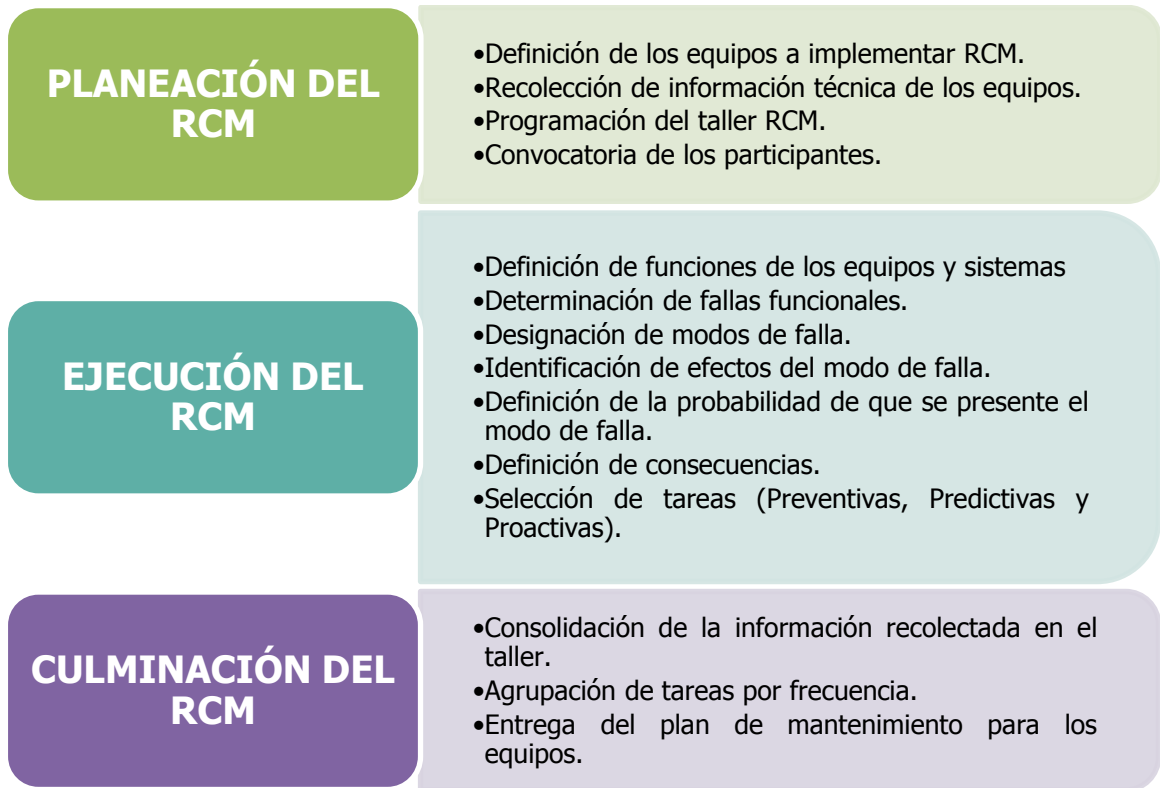 PLANEACIÓN DEL
RCM
•Definición de los equipos a implementar RCM.
•Recolección de información técnica de los equipos.
•Programación del taller RCM.
•Convocatoria de los participantes.
EJECUCIÓN DEL
RCM
•Definición de funciones de los equipos y sistemas
•Determinación de fallas funcionales.
•Designación de modos de falla.
•Identificación de efectos del modo de falla.
•Definición de la probabilidad de que se presente el
modo de falla.
•Definición de consecuencias.
•Selección de tareas (Preventivas, Predictivas y
Proactivas).
CULMINACIÓN DEL
RCM
•Consolidación de la información recolectada en el
taller.
•Agrupación de tareas por frecuencia.
•Entrega del plan de mantenimiento para los
equipos.